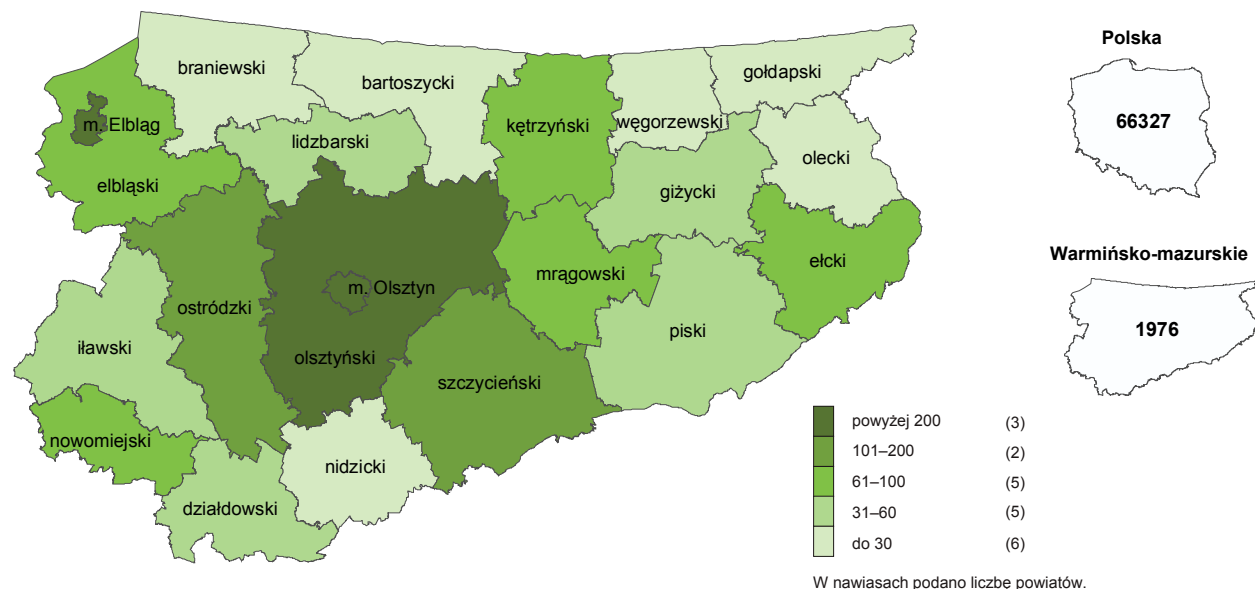 braniewski
bartoszycki
gołdapski
m. Elbląg
lidzbarski
kętrzyński
węgorzewski
olecki
elbląski
giżycki
ostródzki
m. Olsztyn
mrągowski
ełcki
iławski
olsztyński
szczycieński
piski
nowomiejski
nidzicki
działdowski
Polska
66327
Warmińsko-mazurskie
1976
powyżej 200 (3)
101–200 (2)
61–100 (5)
31–60 (5)
do 30 (6)
W nawiasach podano liczbę powiatów.